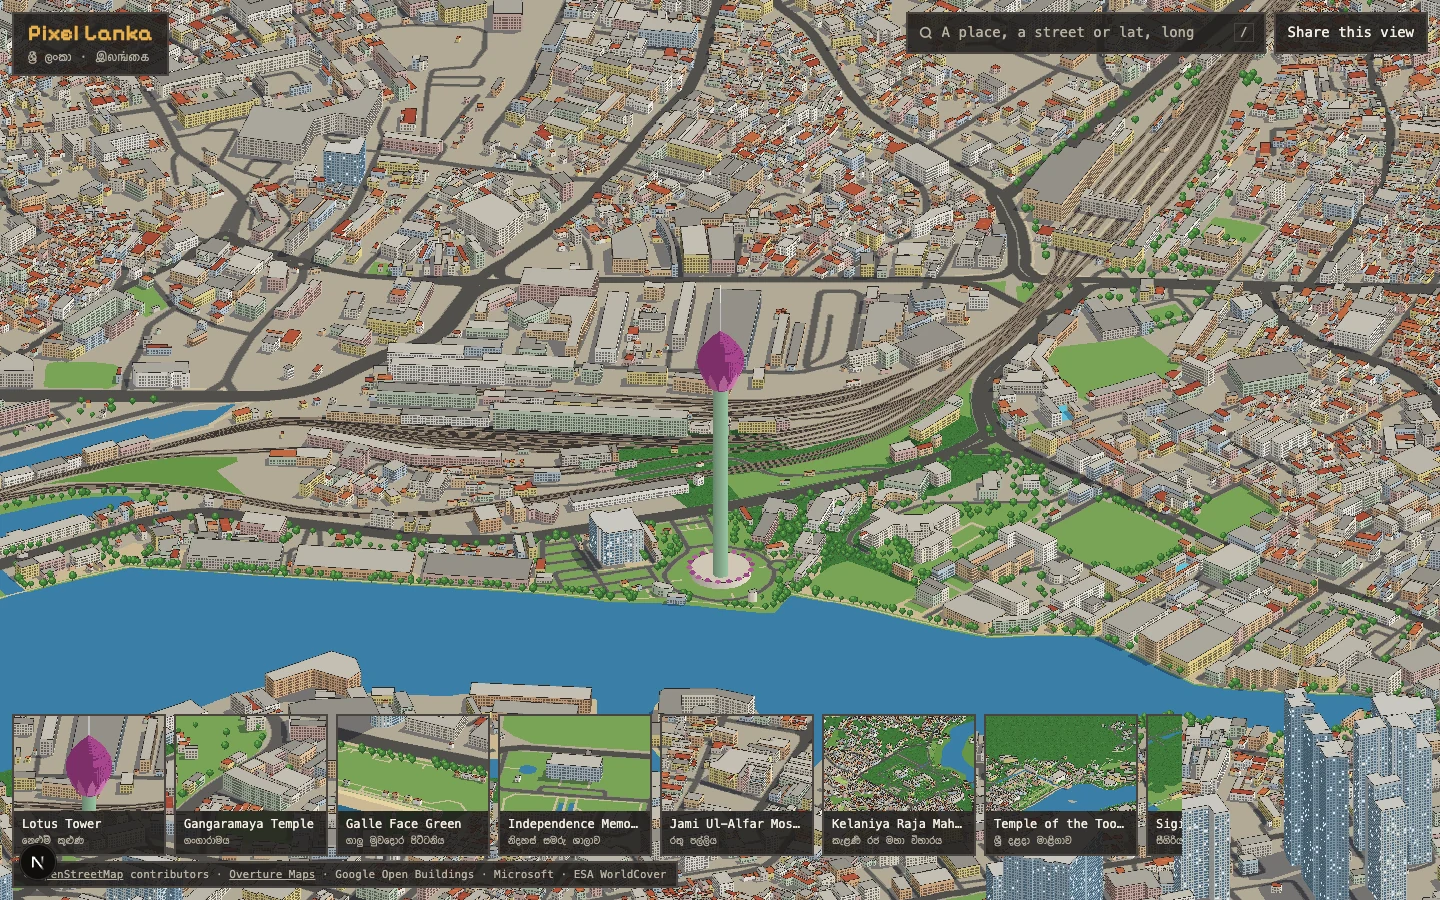 Pixel Lanka
ශ්‍රී ලංකා · இலங்கை
A place, a street or lat, long
/
Share this view
Lotus Tower
නෙළුම් කුළුණ
Gangaramaya Temple
ගංගාරාමය
Galle Face Green
ගාලු මුවදොර පිටිටනිය
Independence Memo…
නිදහස් සමරු ශාලාව
Jami Ul-Alfar Mos…
රතු පල්ලිය
Kelaniya Raja Mah…
කැළණි රජ මහා විහාරය
Temple of the Too…
ශ්‍රී දළදා මාළිගාව
Sigi
සීගිරිය
N
enStreetMap contributors · Overture Maps · Google Open Buildings · Microsoft · ESA WorldCover